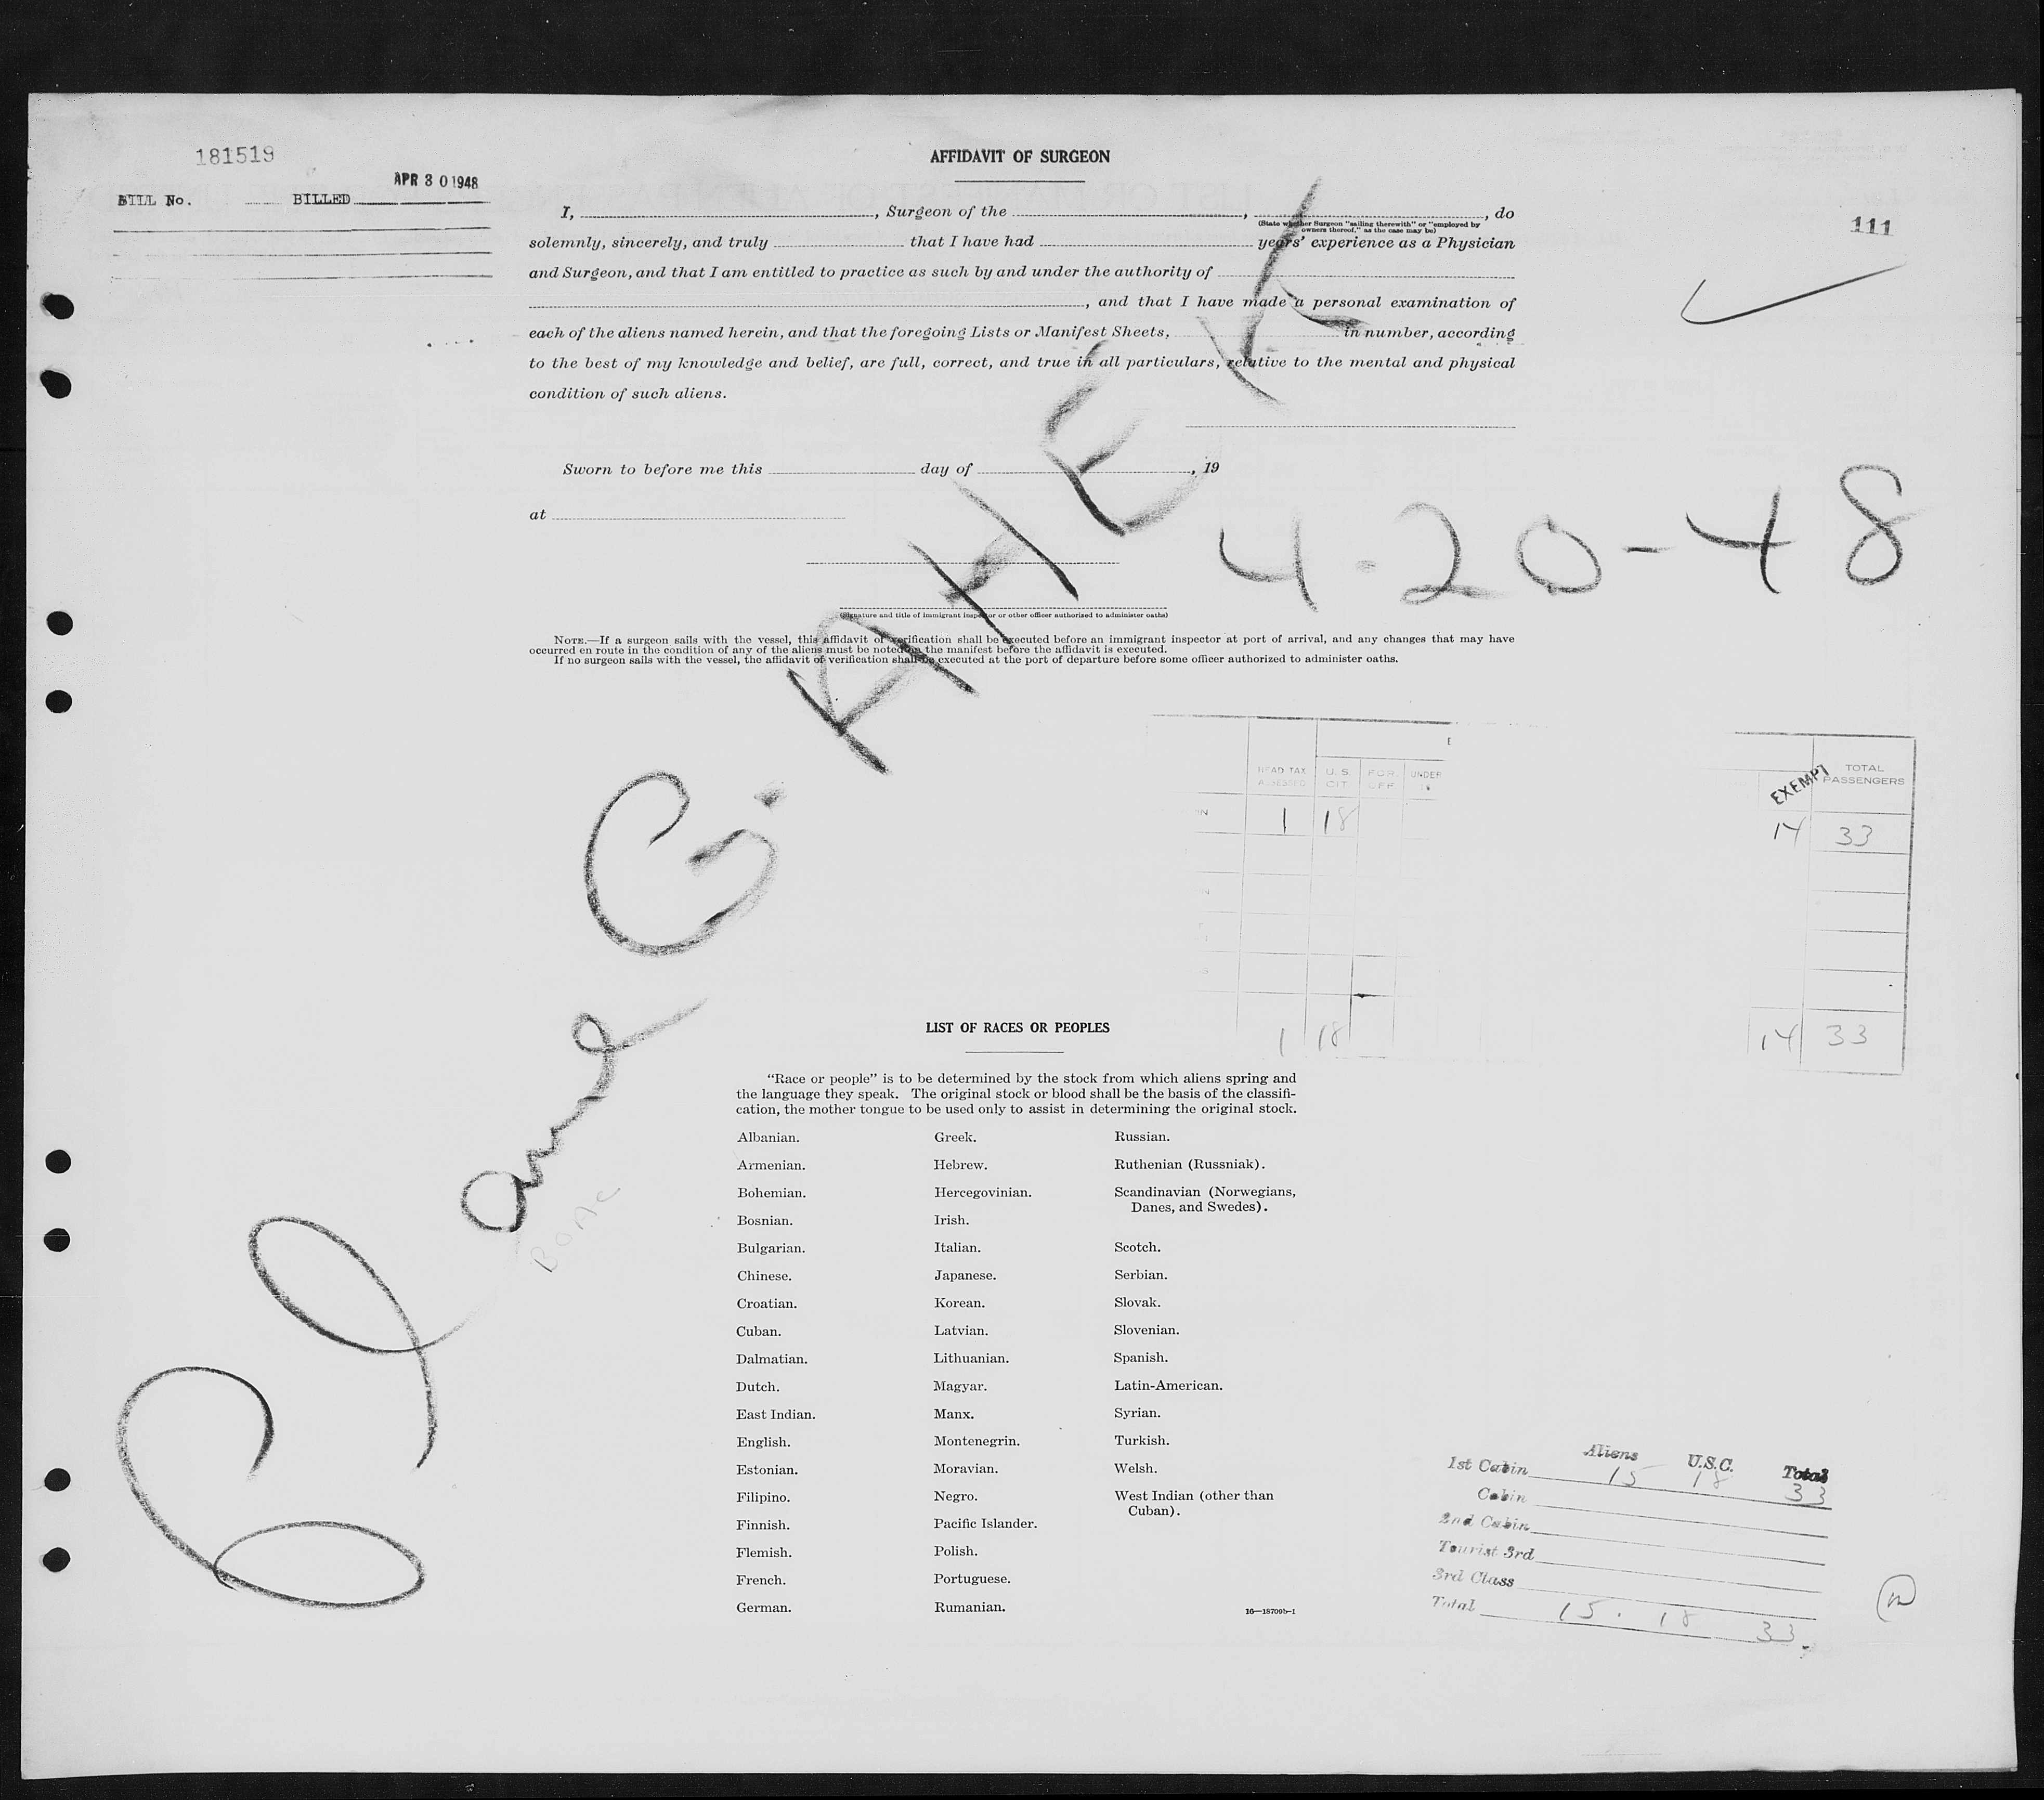 181519
BILL No. BILLED APR 30 1948
111
AFFIDAVIT OF SURGEON
I, , Surgeon of the , , do
(State whether Surgeon "sailing therewith" or "employed by
owners thereof," as the case may be)
solemnly, sincerely, and truly that I have had years' experience as a Physician
and Surgeon, and that I am entitled to practice as such by and under the authority of
, and that I have made a personal examination of
each of the aliens named herein, and that the foregoing Lists or Manifest Sheets, in number, according
to the best of my knowledge and belief, are full, correct, and true in all particulars, relative to the mental and physical
condition of such aliens.
Sworn to before me this day of , 19
at
(Signature and title of immigrant inspector or other officer authorized to administer oaths)
NOTE.—If a surgeon sails with the vessel, this affidavit of verification shall be executed before an immigrant inspector at port of arrival, and any changes that may have
occurred en route in the condition of any of the aliens must be noted on the manifest before the affidavit is executed.
If no surgeon sails with the vessel, the affidavit of verification shall be executed at the port of departure before some officer authorized to administer oaths.
Plane G-AHEK
4-20-48
BOAC
HEAD TAX ASSESSED U.S. CIT. FOR. OFF UNDER EXEMPT TOTAL PASSENGERS
1 18 14 33
1 18 14 33
LIST OF RACES OR PEOPLES
"Race or people" is to be determined by the stock from which aliens spring and
the language they speak. The original stock or blood shall be the basis of the classifi-
cation, the mother tongue to be used only to assist in determining the original stock.
Albanian.
Armenian.
Bohemian.
Bosnian.
Bulgarian.
Chinese.
Croatian.
Cuban.
Dalmatian.
Dutch.
East Indian.
English.
Estonian.
Filipino.
Finnish.
Flemish.
French.
German.
Greek.
Hebrew.
Hercegovinian.
Irish.
Italian.
Japanese.
Korean.
Latvian.
Lithuanian.
Magyar.
Manx.
Montenegrin.
Moravian.
Negro.
Pacific Islander.
Polish.
Portuguese.
Rumanian.
Russian.
Ruthenian (Russniak).
Scandinavian (Norwegians,
Danes, and Swedes).
Scotch.
Serbian.
Slovak.
Slovenian.
Spanish.
Latin-American.
Syrian.
Turkish.
Welsh.
West Indian (other than
Cuban).
16—18709b-1
Aliens U.S.C. Total
1st Cabin 15 18 33
Cabin
2nd Cabin
Tourist 3rd
3rd Class
Total 15 . 18 33